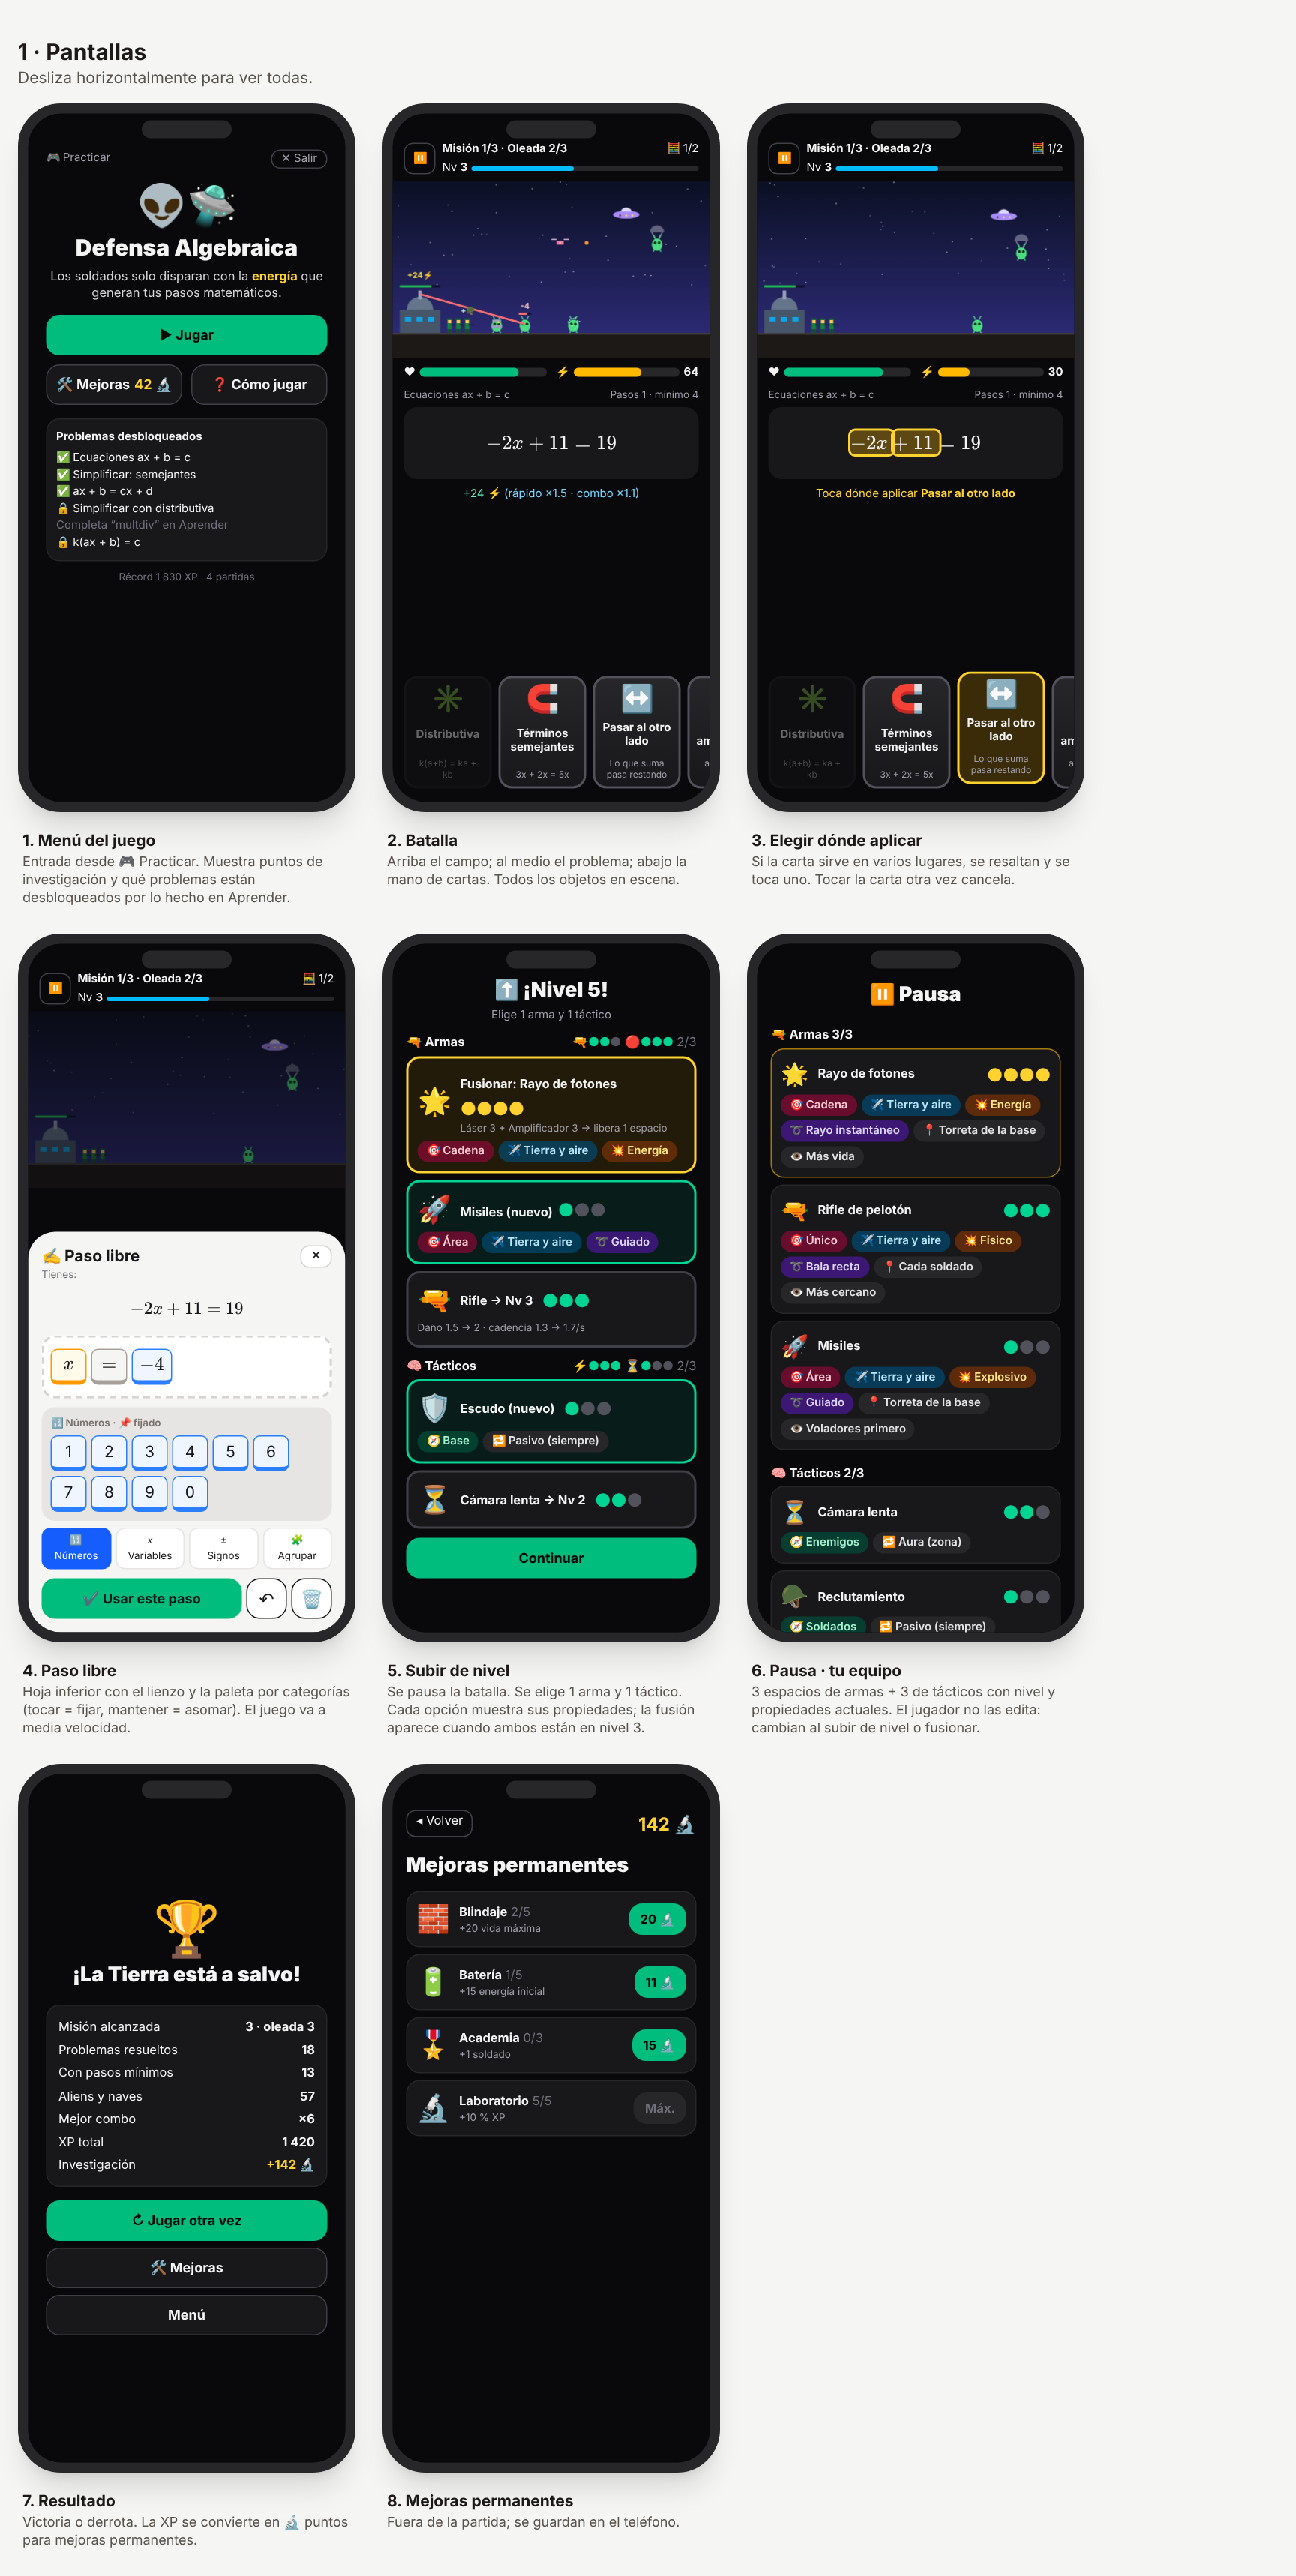 1 · Pantallas
Desliza horizontalmente para ver todas.
🎮 Practicar
✕ Salir
Defensa Algebraica
Los soldados solo disparan con la energía que
generan tus pasos matemáticos.
▶ Jugar
🛠️ Mejoras 42 🔬
❓ Cómo jugar
Problemas desbloqueados
✅ Ecuaciones ax + b = c
✅ Simplificar: semejantes
✅ ax + b = cx + d
🔒 Simplificar con distributiva
Completa “multdiv” en Aprender
🔒 k(ax + b) = c
Récord 1 830 XP · 4 partidas
1. Menú del juego
Entrada desde 🎮 Practicar. Muestra puntos de
investigación y qué problemas están
desbloqueados por lo hecho en Aprender.
Misión 1/3 · Oleada 2/3
🧮 1/2
Nv 3
+24⚡
-4
64
Ecuaciones ax + b = c
Pasos 1 · mínimo 4
−2x + 11 = 19
+24 ⚡ (rápido ×1.5 · combo ×1.1)
Distributiva
k(a+b) = ka +
kb
Términos
semejantes
3x + 2x = 5x
Pasar al otro
lado
Lo que suma
pasa restando
am
a
2. Batalla
Arriba el campo; al medio el problema; abajo la
mano de cartas. Todos los objetos en escena.
Misión 1/3 · Oleada 2/3
🧮 1/2
Nv 3
30
Ecuaciones ax + b = c
Pasos 1 · mínimo 4
−2x + 11 = 19
Toca dónde aplicar Pasar al otro lado
Distributiva
k(a+b) = ka +
kb
Términos
semejantes
3x + 2x = 5x
Pasar al otro
lado
Lo que suma
pasa restando
am
a
3. Elegir dónde aplicar
Si la carta sirve en varios lugares, se resaltan y se
toca uno. Tocar la carta otra vez cancela.
Misión 1/3 · Oleada 2/3
🧮 1/2
Nv 3
✍️ Paso libre
✕
Tienes:
−2x + 11 = 19
x = −4
🔢 Números · 📌 fijado
1 2 3 4 5 6
7 8 9 0
🔢 Números
x Variables
± Signos
🧩 Agrupar
✔ Usar este paso
↶
4. Paso libre
Hoja inferior con el lienzo y la paleta por categorías
(tocar = fijar, mantener = asomar). El juego va a
media velocidad.
⬆️ ¡Nivel 5!
Elige 1 arma y 1 táctico
🔫 Armas
2/3
Fusionar: Rayo de fotones
Láser 3 + Amplificador 3 → libera 1 espacio
🎯 Cadena
✈️ Tierra y aire
💥 Energía
Misiles (nuevo)
🎯 Área
✈️ Tierra y aire
➰ Guiado
Rifle → Nv 3
Daño 1.5 → 2 · cadencia 1.3 → 1.7/s
🧠 Tácticos
2/3
Escudo (nuevo)
🧭 Base
🔁 Pasivo (siempre)
Cámara lenta → Nv 2
Continuar
5. Subir de nivel
Se pausa la batalla. Se elige 1 arma y 1 táctico.
Cada opción muestra sus propiedades; la fusión
aparece cuando ambos están en nivel 3.
⏸️ Pausa
🔫 Armas 3/3
Rayo de fotones
🎯 Cadena
✈️ Tierra y aire
💥 Energía
➰ Rayo instantáneo
📍 Torreta de la base
👁️ Más vida
Rifle de pelotón
🎯 Único
✈️ Tierra y aire
💥 Físico
➰ Bala recta
📍 Cada soldado
👁️ Más cercano
Misiles
🎯 Área
✈️ Tierra y aire
💥 Explosivo
➰ Guiado
📍 Torreta de la base
👁️ Voladores primero
🧠 Tácticos 2/3
Cámara lenta
🧭 Enemigos
🔁 Aura (zona)
Reclutamiento
🧭 Soldados
🔁 Pasivo (siempre)
6. Pausa · tu equipo
3 espacios de armas + 3 de tácticos con nivel y
propiedades actuales. El jugador no las edita:
cambian al subir de nivel o fusionar.
¡La Tierra está a salvo!
Misión alcanzada 3 · oleada 3
Problemas resueltos 18
Con pasos mínimos 13
Aliens y naves 57
Mejor combo ×6
XP total 1 420
Investigación +142 🔬
↻ Jugar otra vez
🛠️ Mejoras
Menú
7. Resultado
Victoria o derrota. La XP se convierte en 🔬 puntos
para mejoras permanentes.
◂ Volver
142 🔬
Mejoras permanentes
Blindaje 2/5
+20 vida máxima
20 🔬
Batería 1/5
+15 energía inicial
11 🔬
Academia 0/3
+1 soldado
15 🔬
Laboratorio 5/5
+10 % XP
Máx.
8. Mejoras permanentes
Fuera de la partida; se guardan en el teléfono.